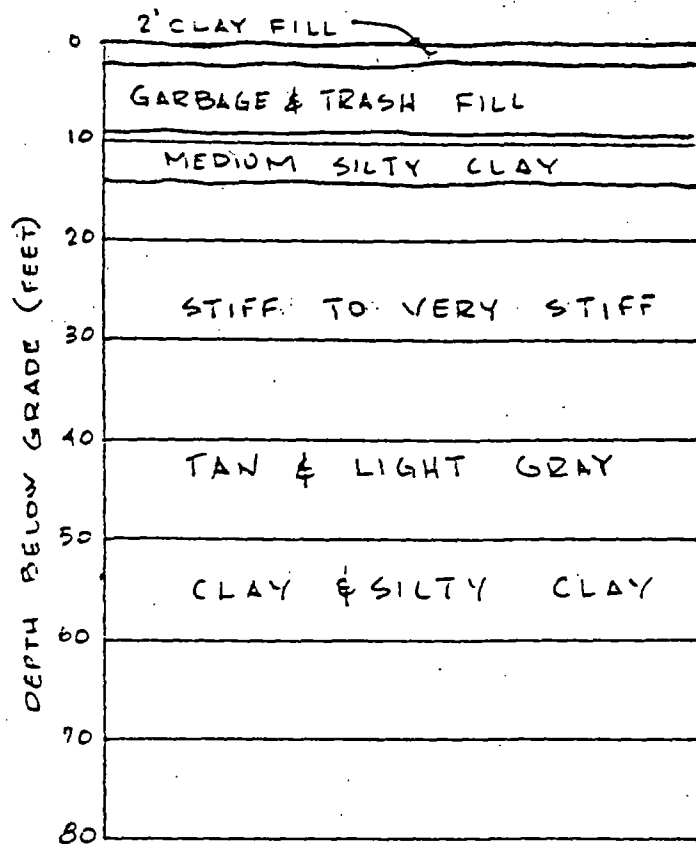 2' CLAY FILL
0
GARBAGE & TRASH FILL
10
MEDIUM SILTY CLAY
20
STIFF TO VERY STIFF
30
40
TAN & LIGHT GRAY
50
CLAY & SILTY CLAY
60
70
80
DEPTH BELOW GRADE (FEET)